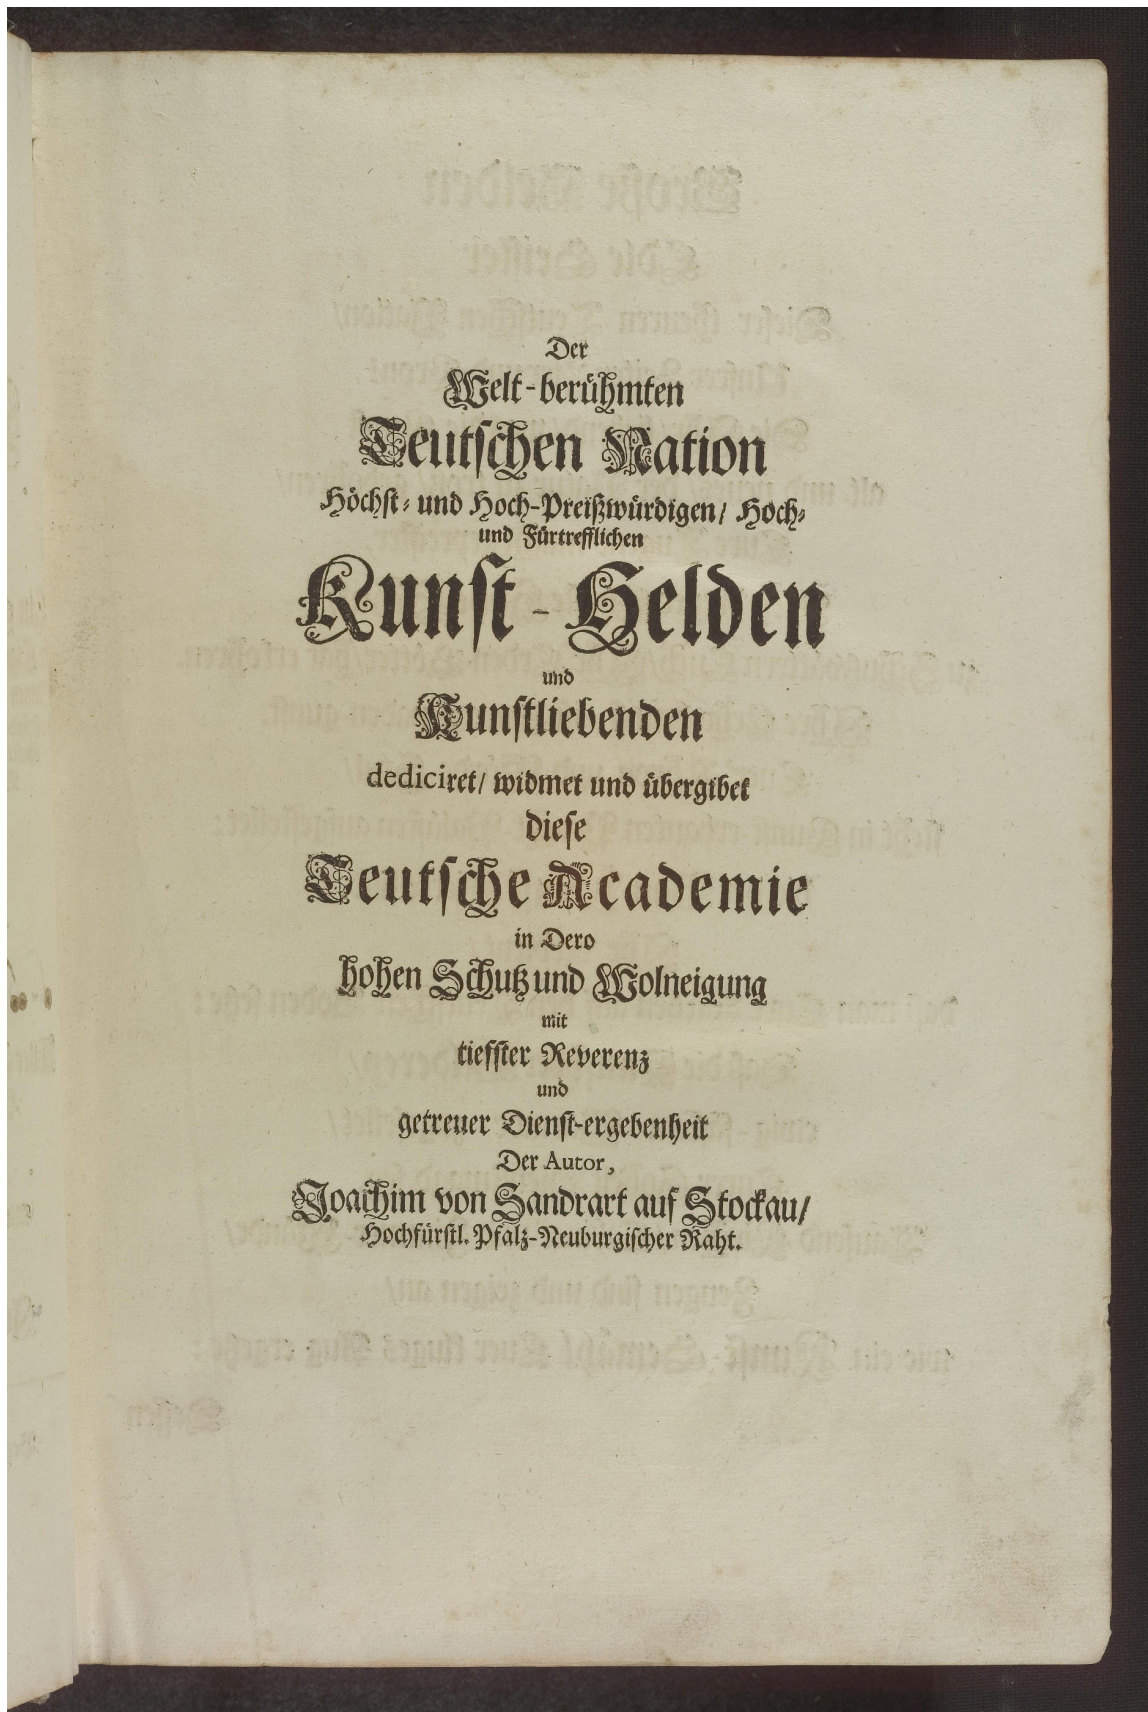 Der
Welt-berühmten
Teutschen Nation
Höchst- und Hoch-Preißwürdigen/ Hoch-
und Fürtrefflichen
Kunst-Helden
und
Kunstliebenden
dediciret/ widmet und übergibet
diese
Teutsche Academie
in Dero
hohen Schutz und Wolneigung
mit
tiefster Reverenz
und
getreuer Dienst-ergebenheit
Der Autor,
Joachim von Sandrart auf Stockau/
Hochfürstl. Pfalz-Neuburgischer Raht.